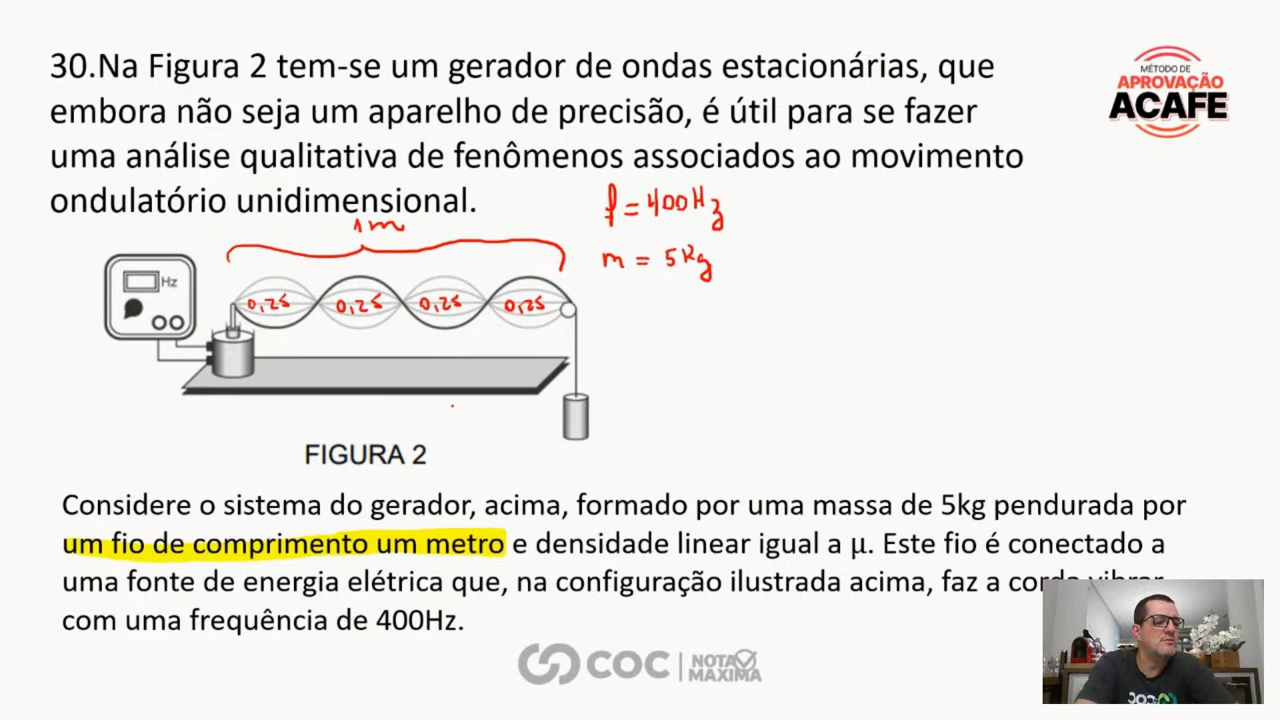 30.Na Figura 2 tem-se um gerador de ondas estacionárias, que
embora não seja um aparelho de precisão, é útil para se fazer
uma análise qualitativa de fenômenos associados ao movimento
ondulatório unidimensional.
MÉTODO DE
APROVAÇÃO
ACAFE
f = 400Hz
m = 5Kg
1m
Hz
0,25 0,25 0,25 0,25
FIGURA 2
Considere o sistema do gerador, acima, formado por uma massa de 5kg pendurada por
um fio de comprimento um metro e densidade linear igual a µ. Este fio é conectado a
uma fonte de energia elétrica que, na configuração ilustrada acima, faz a corda vibrar
com uma frequência de 400Hz.
COC NOTA
MÁXIMA